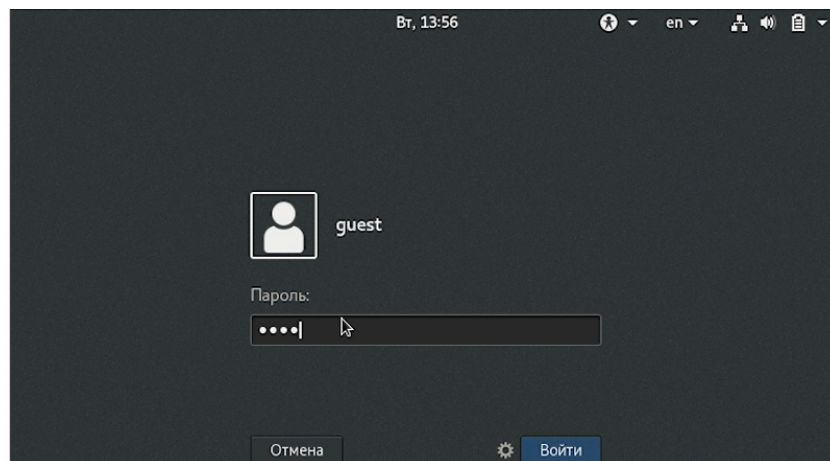 Вт, 13:56
en
guest
Пароль:
Отмена
Войти